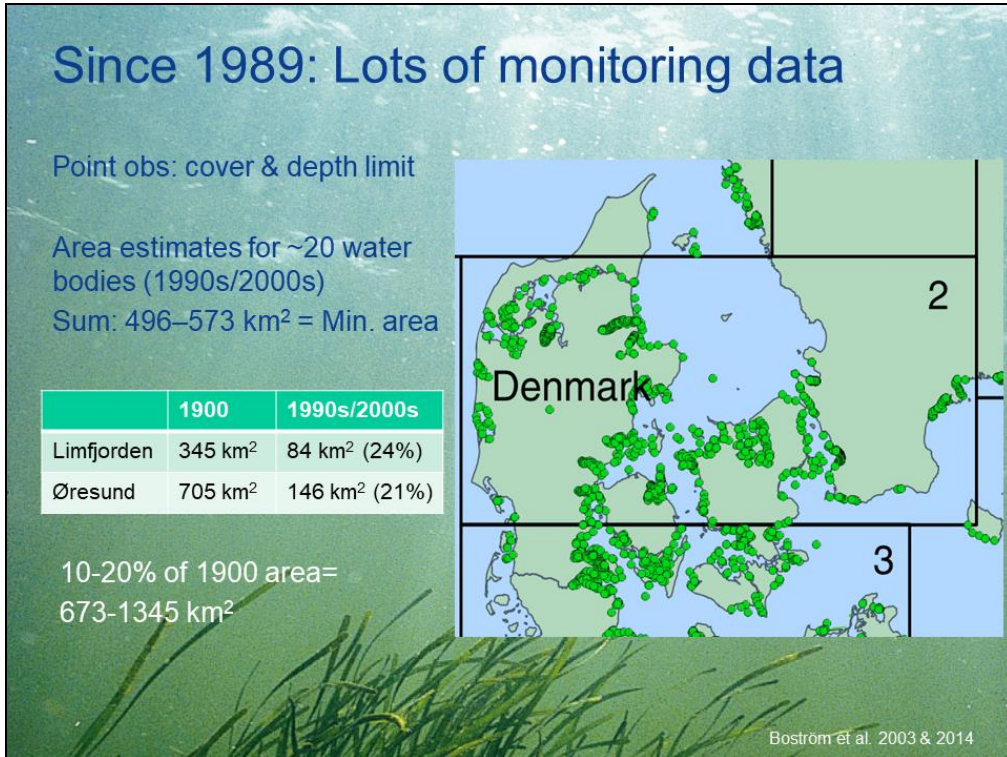 Since 1989: Lots of monitoring data
Point obs: cover & depth limit
Area estimates for ~20 water
bodies (1990s/2000s)
Sum: 496–573 km² = Min. area
1900 1990s/2000s
Limfjorden 345 km² 84 km² (24%)
Øresund 705 km² 146 km² (21%)
10-20% of 1900 area=
673-1345 km²
2
Denmark
3
Boström et al. 2003 & 2014